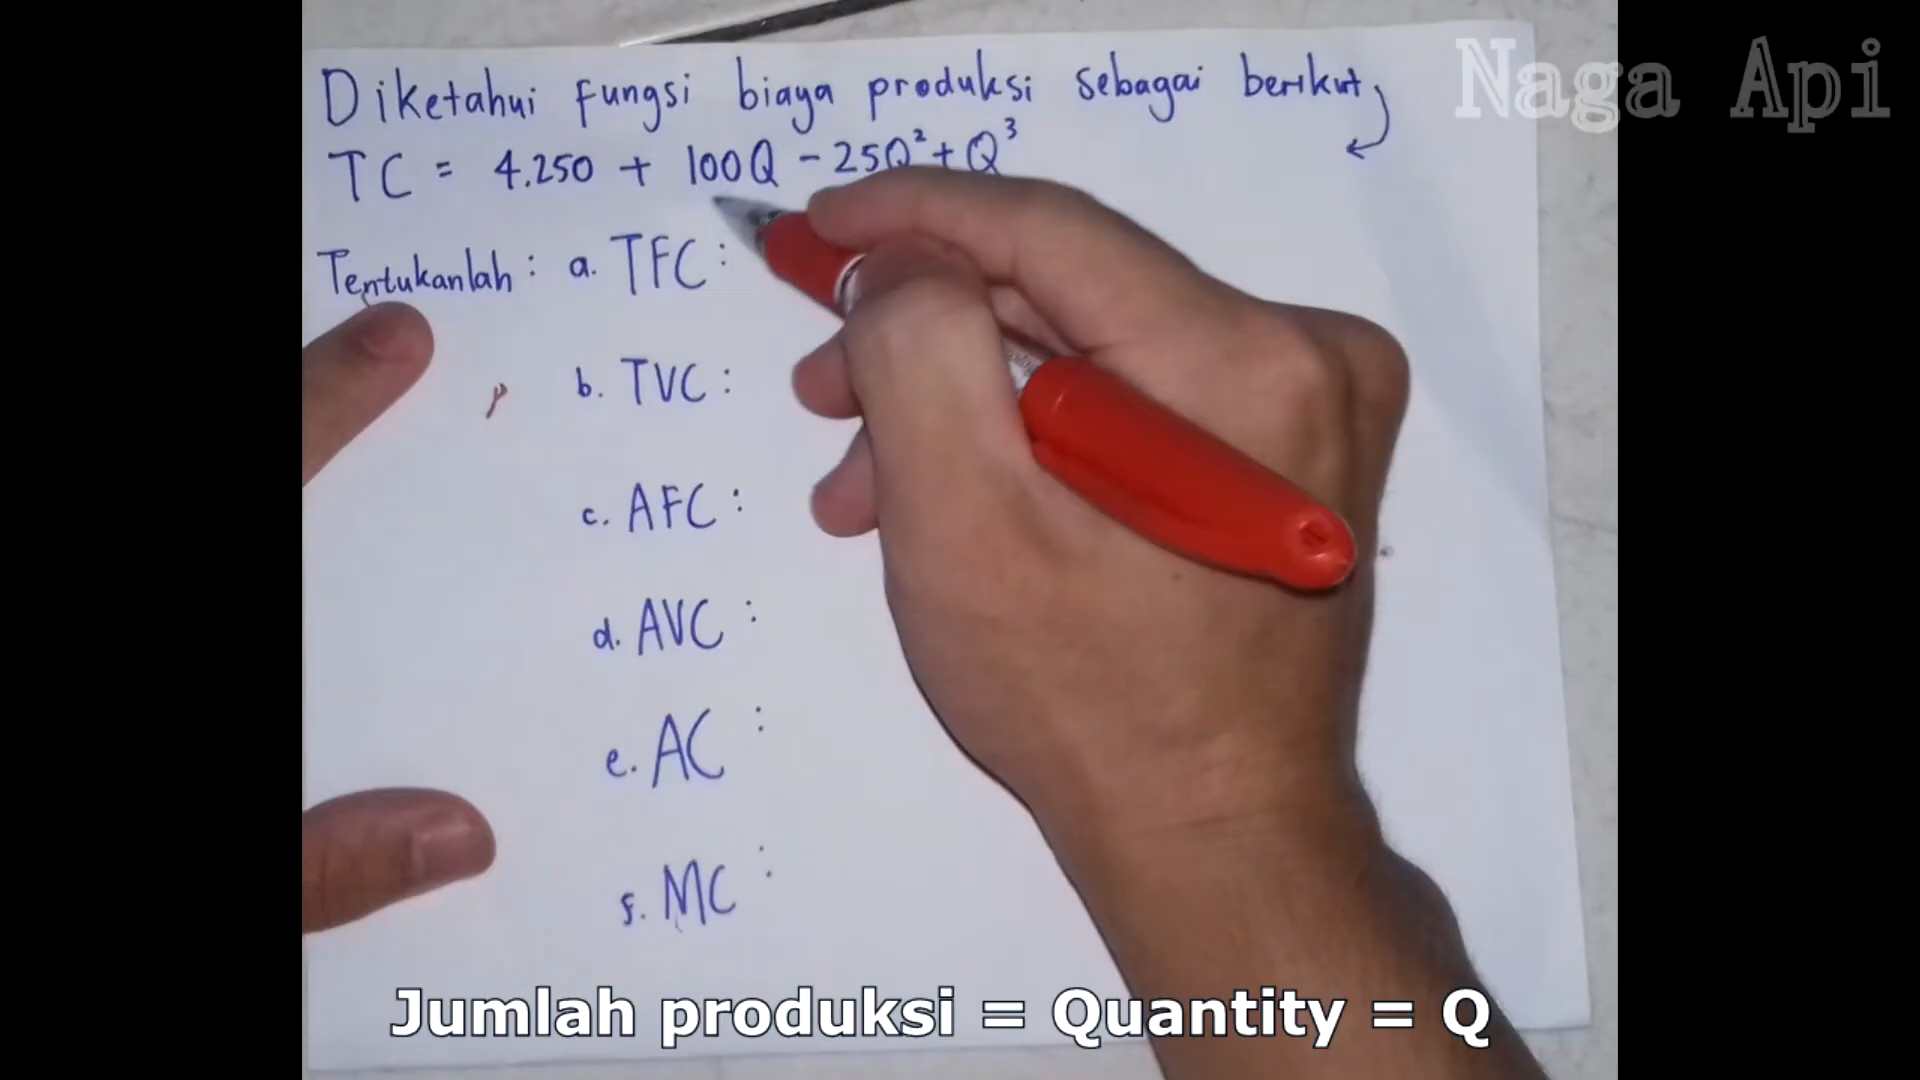 Naga Api
Diketahui fungsi biaya produksi sebagai berikut
TC = 4.250 + 100Q - 25Q² + Q³
Tentukanlah : a. TFC :
b. TVC :
c. AFC :
d. AVC :
e. AC :
f. MC :
Jumlah produksi = Quantity = Q